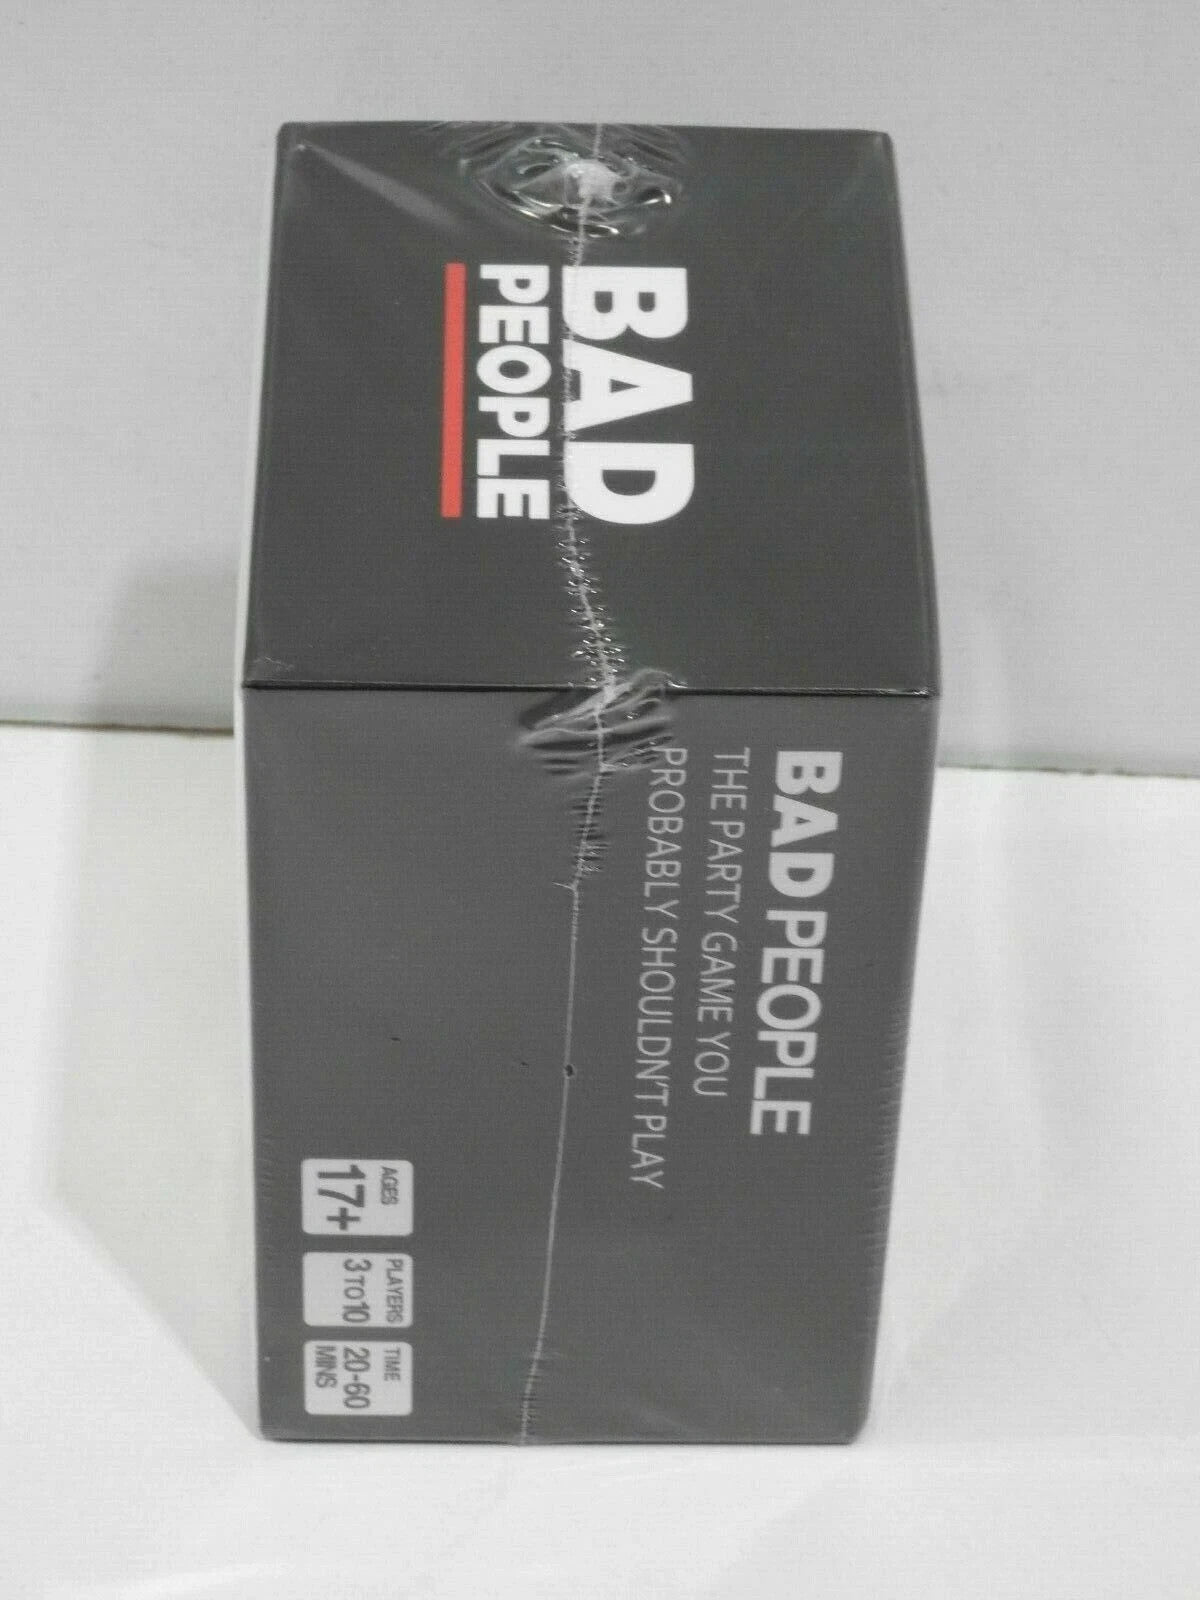 BAD
PEOPLE
BAD PEOPLE
THE PARTY GAME YOU
PROBABLY SHOULDN'T PLAY
AGES
17+
PLAYERS
3 TO 10
TIME
20-60
MINS